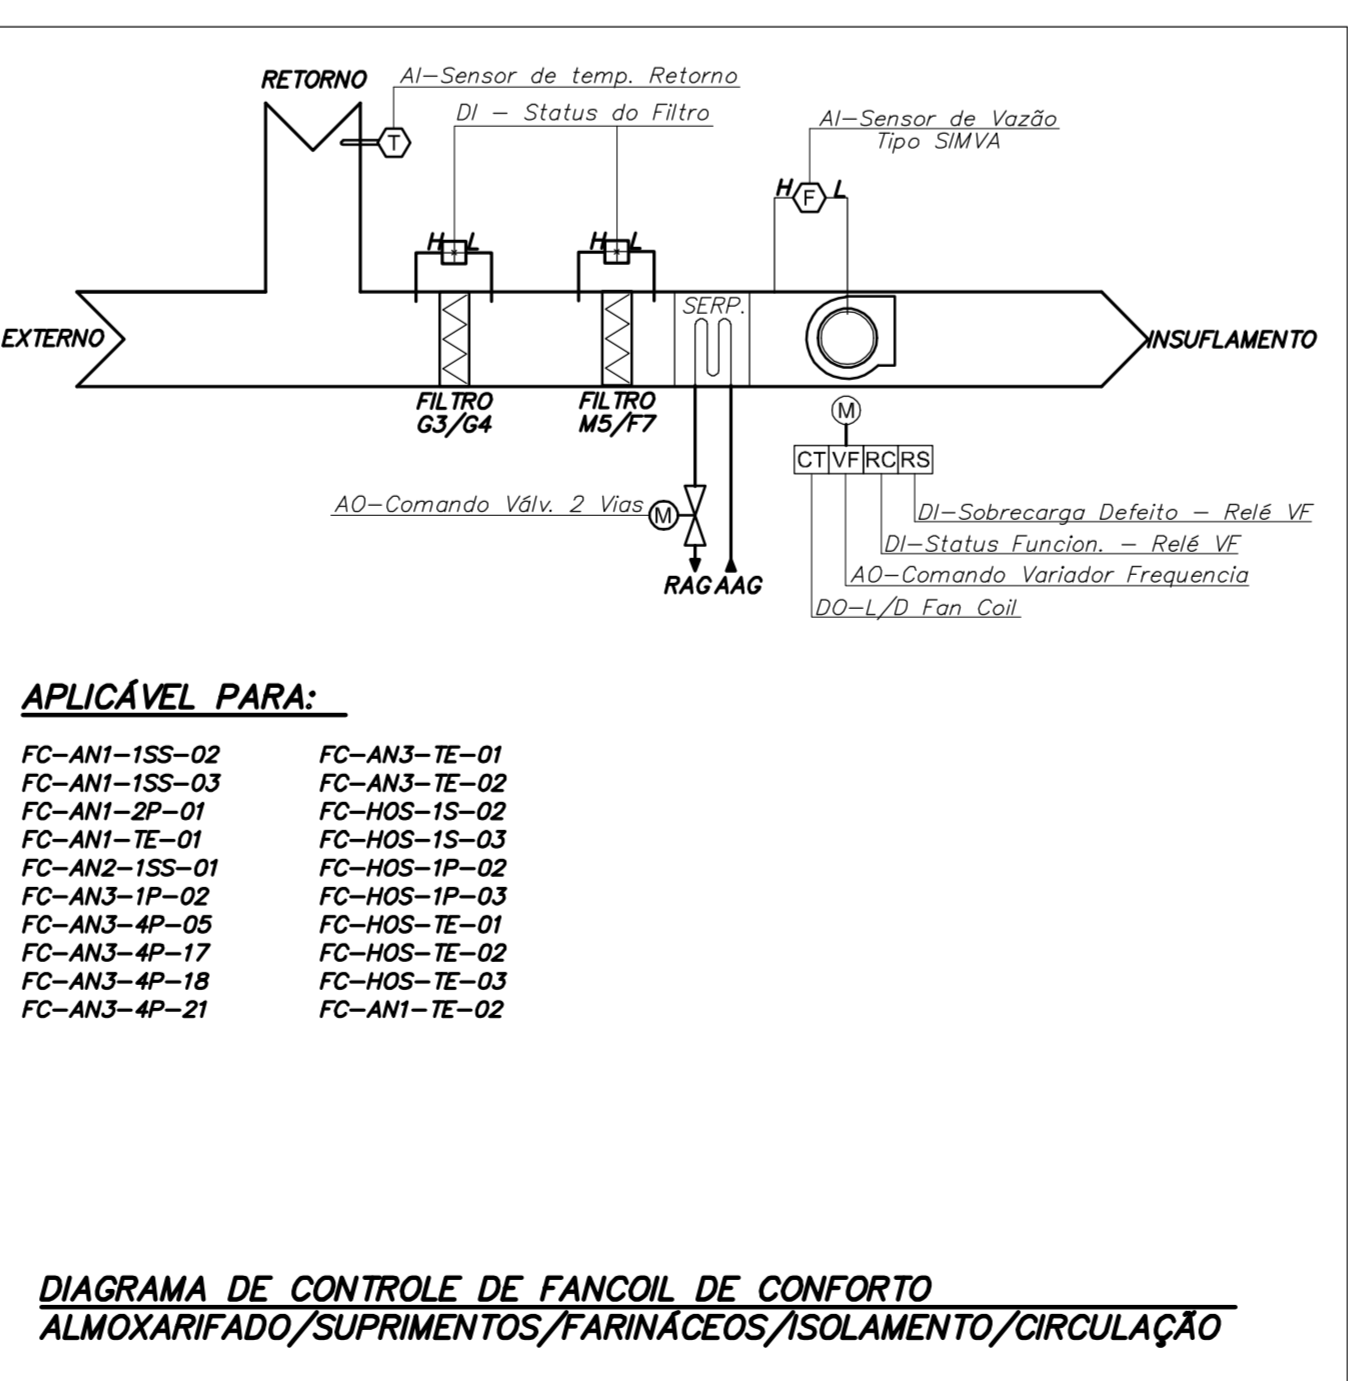 RETORNO
AI-Sensor de temp. Retorno
DI - Status do Filtro
AI-Sensor de Vazão
Tipo SIMVA
T
H F L
H L
H L
SERP.
EXTERNO
INSUFLAMENTO
FILTRO
G3/G4
FILTRO
M5/F7
M
CT VF RC RS
AO-Comando Válv. 2 Vias
M
DI-Sobrecarga Defeito - Relé VF
DI-Status Funcion. - Relé VF
AO-Comando Variador Frequencia
DO-L/D Fan Coil
RAG AAG
APLICÁVEL PARA:
FC-AN1-1SS-02
FC-AN1-1SS-03
FC-AN1-2P-01
FC-AN1-TE-01
FC-AN2-1SS-01
FC-AN3-1P-02
FC-AN3-4P-05
FC-AN3-4P-17
FC-AN3-4P-18
FC-AN3-4P-21
FC-AN3-TE-01
FC-AN3-TE-02
FC-HOS-1S-02
FC-HOS-1S-03
FC-HOS-1P-02
FC-HOS-1P-03
FC-HOS-TE-01
FC-HOS-TE-02
FC-HOS-TE-03
FC-AN1-TE-02
DIAGRAMA DE CONTROLE DE FANCOIL DE CONFORTO
ALMOXARIFADO/SUPRIMENTOS/FARINÁCEOS/ISOLAMENTO/CIRCULAÇÃO